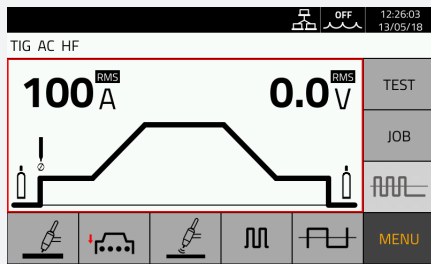 OFF
12:26:03
13/05/18
TIG AC HF
100 A RMS
0.0 V RMS
TEST
JOB
MENU